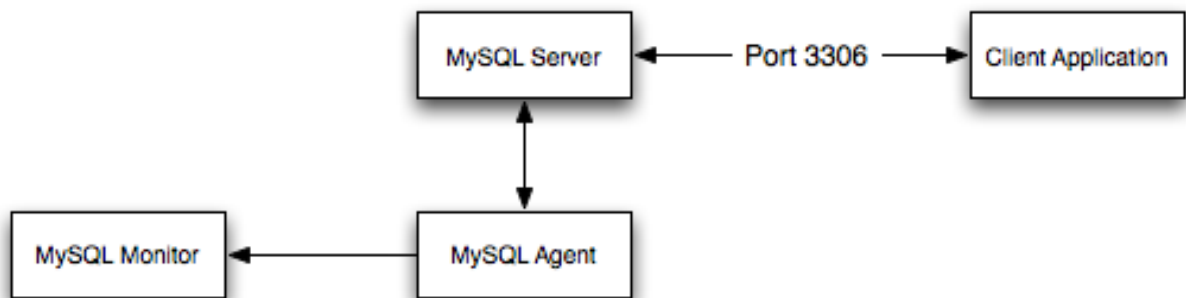 MySQL Server
Port 3306
Client Application
MySQL Monitor
MySQL Agent